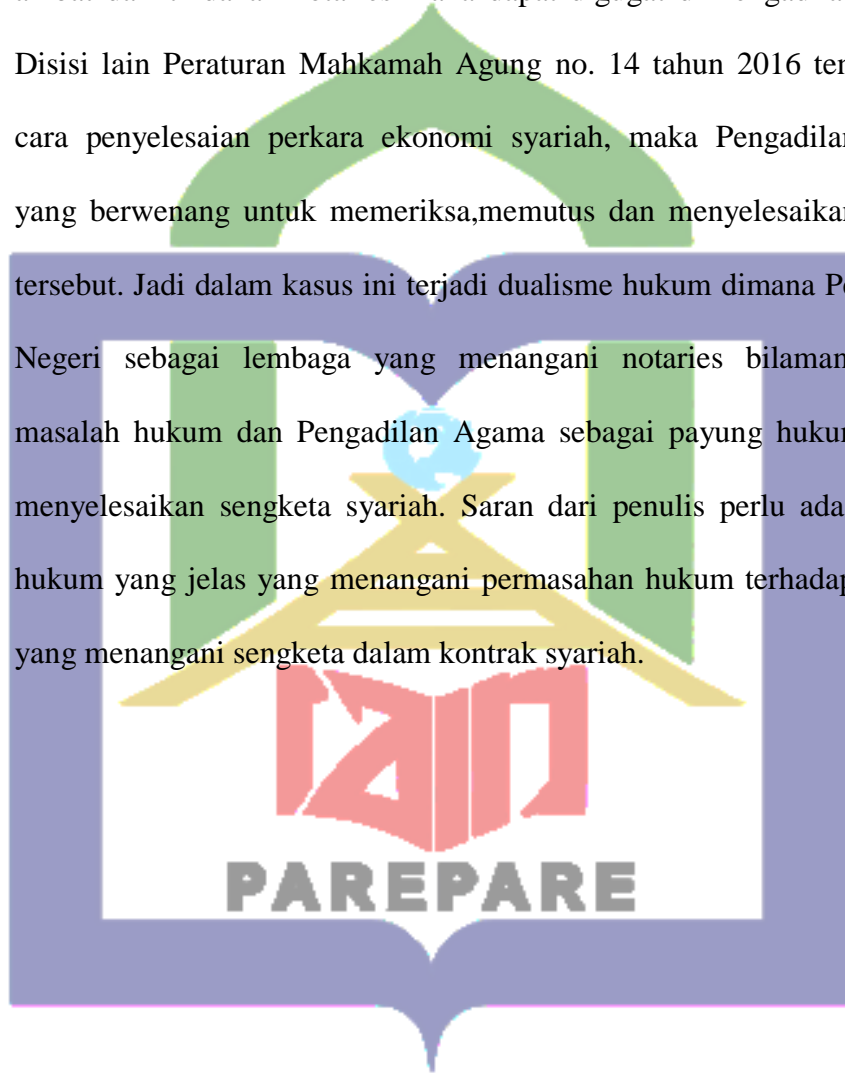 Disisi lain Peraturan Mahkamah Agung no. 14 tahun 2016 ten
cara penyelesaian perkara ekonomi syariah, maka Pengadilan
yang berwenang untuk memeriksa,memutus dan menyelesaikan
tersebut. Jadi dalam kasus ini terjadi dualisme hukum dimana Pe
Negeri sebagai lembaga yang menangani notaries bilaman
masalah hukum dan Pengadilan Agama sebagai payung hukum
menyelesaikan sengketa syariah. Saran dari penulis perlu ada
hukum yang jelas yang menangani permasahan hukum terhadap
yang menangani sengketa dalam kontrak syariah.
iain
PAREPARE